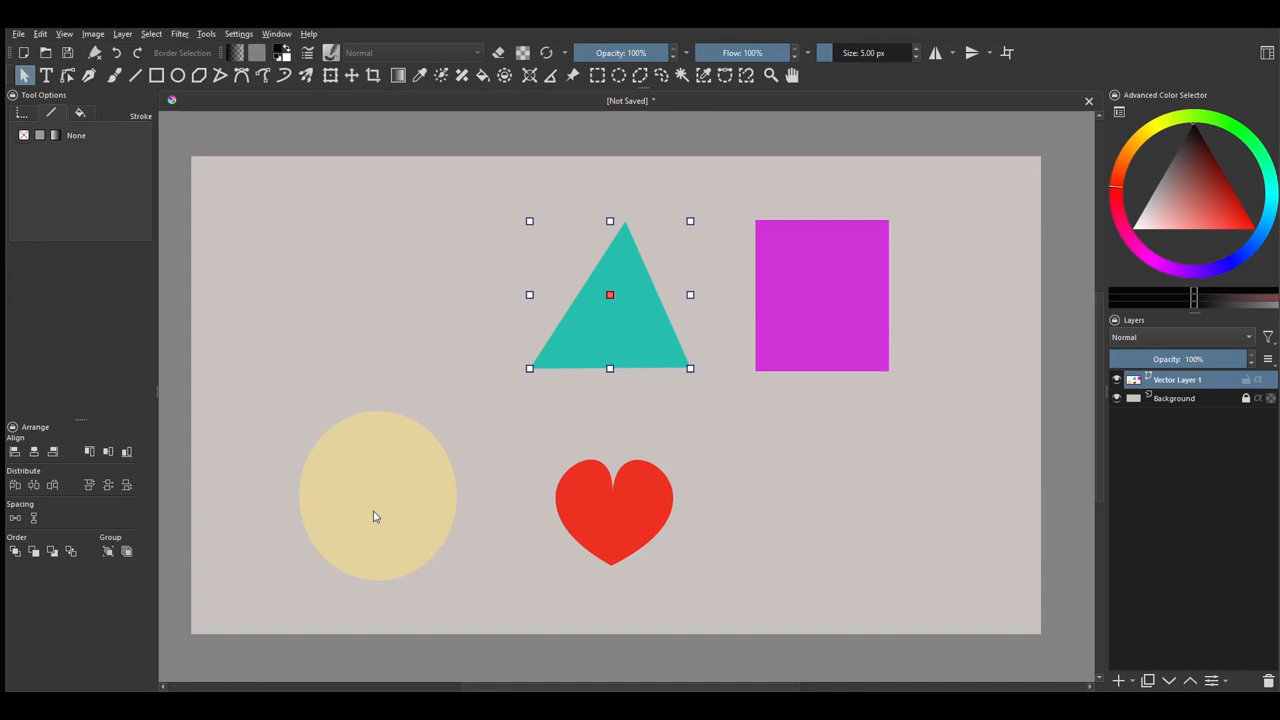 File Edit View Image Layer Select Filter Tools Settings Window Help
Border Selection Normal Opacity: 100% Flow: 100% Size: 5.00 px
Tool Options
[Not Saved] *
Advanced Color Selector
Stroke
None
Layers
Normal
Opacity: 100%
Vector Layer 1
Background
Arrange
Align
Distribute
Spacing
Order Group